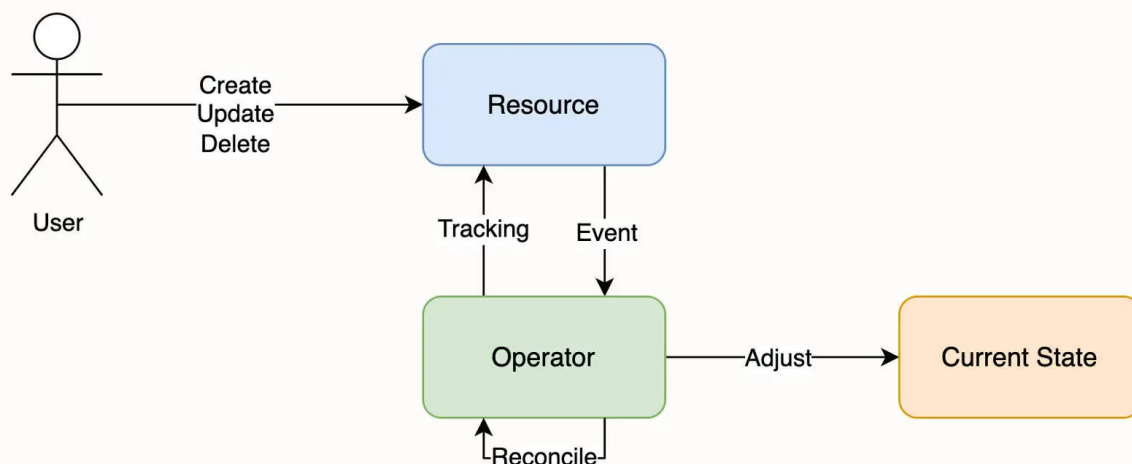 Create
Update
Delete
Resource
User
Tracking
Event
Operator
Adjust
Current State
Reconcile